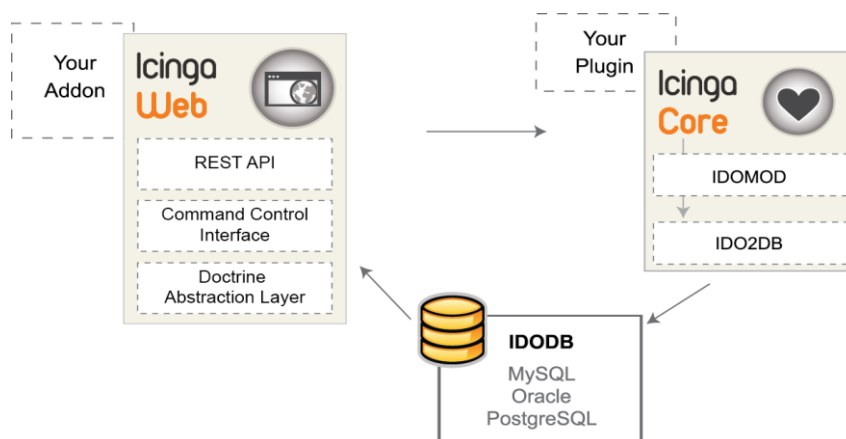 Your
Addon
Icinga
Web
REST API
Command Control
Interface
Doctrine
Abstraction Layer
Your
Plugin
Icinga
Core
IDOMOD
IDO2DB
IDODB
MySQL
Oracle
PostgreSQL